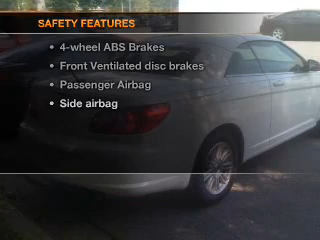 SAFETY FEATURES
• 4-wheel ABS Brakes
• Front Ventilated disc brakes
• Passenger Airbag
• Side airbag